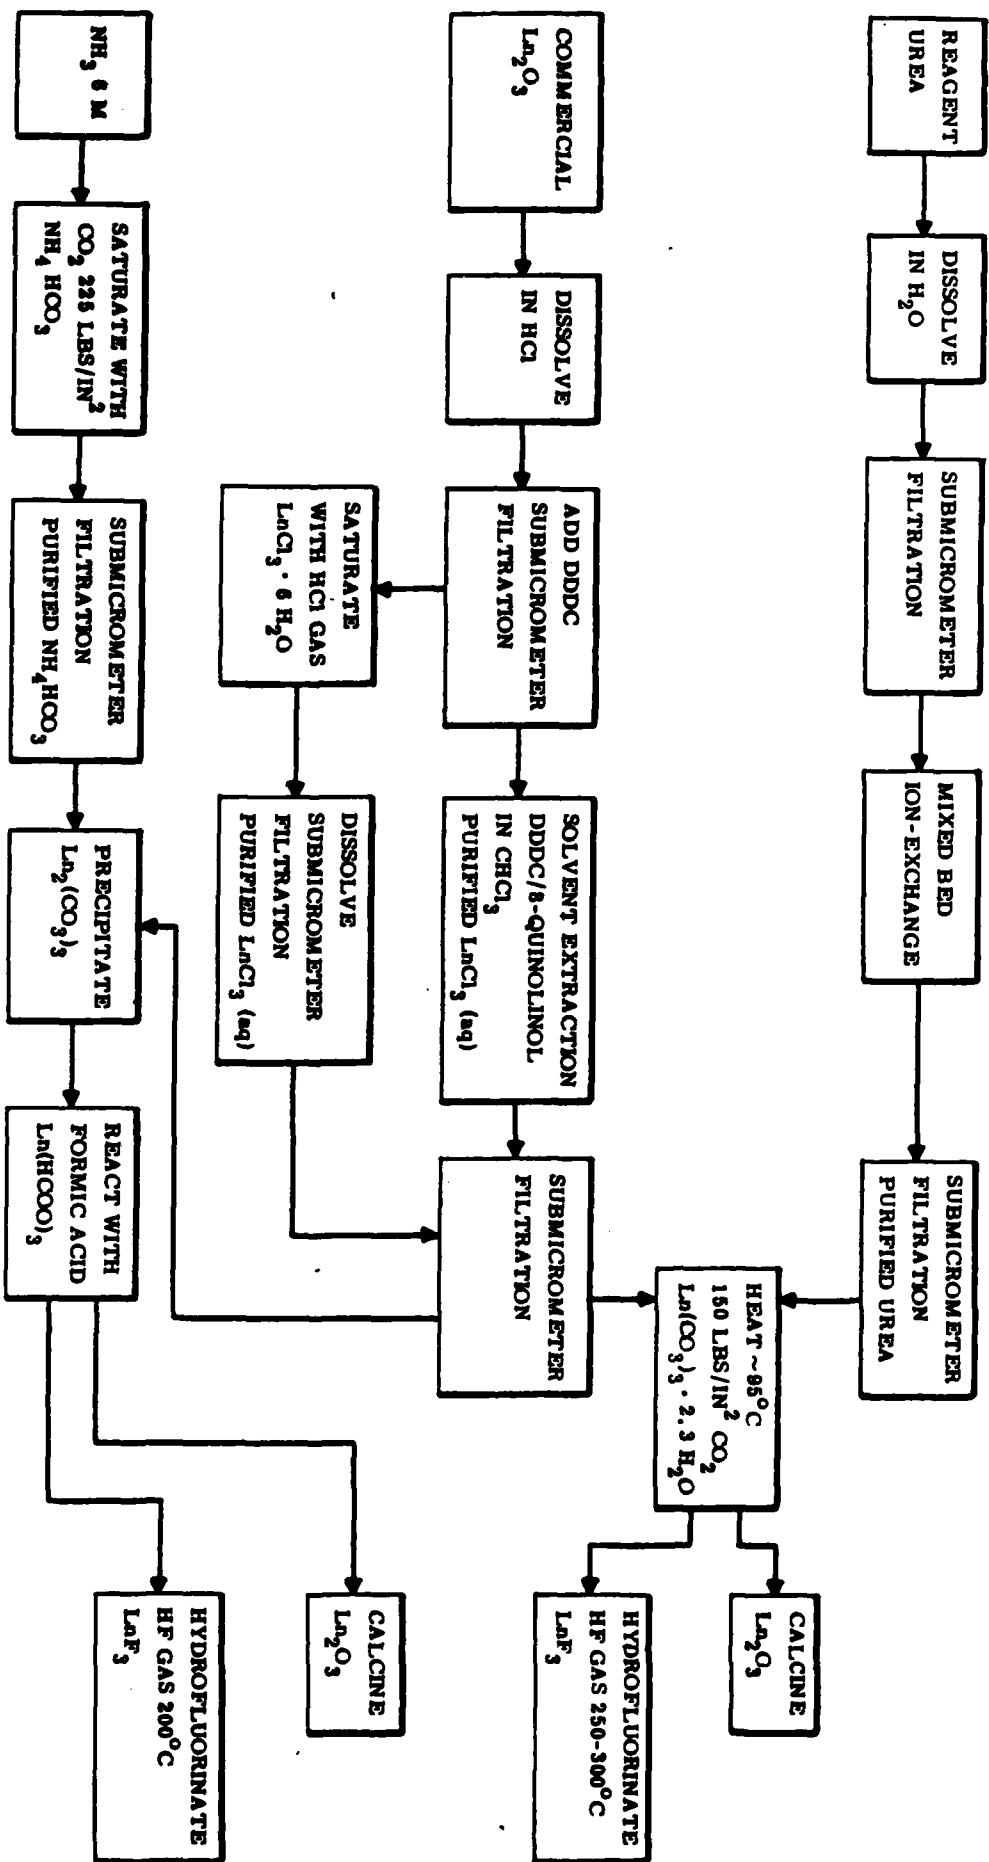 REAGENT
UREA
DISSOLVE
IN H₂O
SUBMICROMETER
FILTRATION
MIXED BED
ION-EXCHANGE
SUBMICROMETER
FILTRATION
PURIFIED UREA
HEAT ~95°C
150 LBS/IN² CO₂
Ln(CO₃)₃ · 2.3 H₂O
CALCINE
Ln₂O₃
HYDROFLUORINATE
HF GAS 250-300°C
LnF₃
COMMERCIAL
Ln₂O₃
DISSOLVE
IN HCl
ADD DDDC
SUBMICROMETER
FILTRATION
SOLVENT EXTRACTION
DDDC/8-QUINOLINOL
IN CHCl₃
PURIFIED LnCl₃ (aq)
SUBMICROMETER
FILTRATION
SATURATE
WITH HCl GAS
LnCl₃ · 6 H₂O
DISSOLVE
SUBMICROMETER
FILTRATION
PURIFIED LnCl₃ (aq)
NH₃ 6 M
SATURATE WITH
CO₂ 225 LBS/IN²
NH₄ HCO₃
SUBMICROMETER
FILTRATION
PURIFIED NH₄HCO₃
PRECIPITATE
Ln₂(CO₃)₃
REACT WITH
FORMIC ACID
Ln(HCOO)₃
CALCINE
Ln₂O₃
HYDROFLUORINATE
HF GAS 200°C
LnF₃